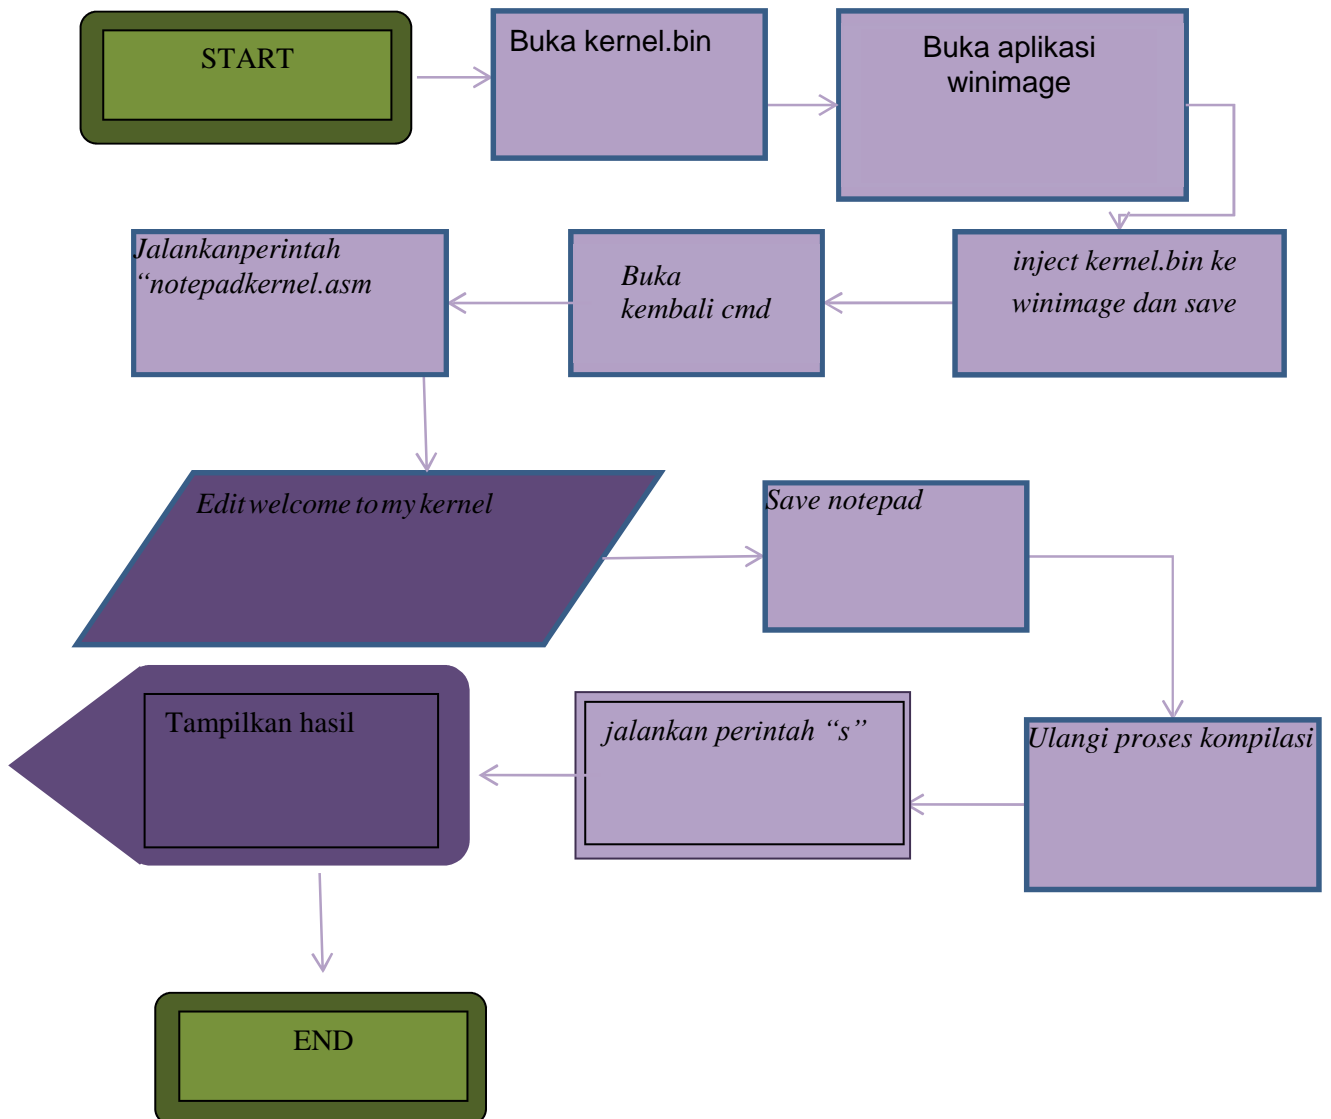 START
Buka kernel.bin
Buka aplikasi
winimage
inject kernel.bin ke
winimage dan save
Buka
kembali cmd
Jalankanperintah
“notepadkernel.asm
Edit welcome to my kernel
Save notepad
Ulangi proses kompilasi
jalankan perintah “s”
Tampilkan hasil
END